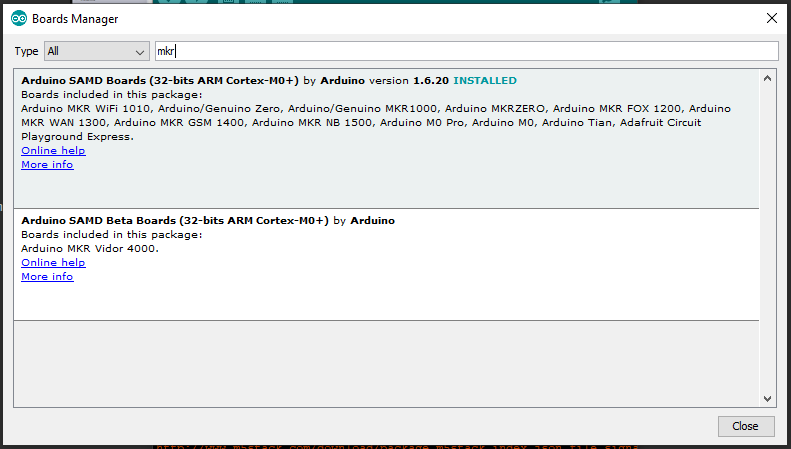 Boards Manager
Type All mkr
Arduino SAMD Boards (32-bits ARM Cortex-M0+) by Arduino version 1.6.20 INSTALLED
Boards included in this package:
Arduino MKR WiFi 1010, Arduino/Genuino Zero, Arduino/Genuino MKR1000, Arduino MKRZERO, Arduino MKR FOX 1200, Arduino
MKR WAN 1300, Arduino MKR GSM 1400, Arduino MKR NB 1500, Arduino M0 Pro, Arduino M0, Arduino Tian, Adafruit Circuit
Playground Express.
Online help
More info
Arduino SAMD Beta Boards (32-bits ARM Cortex-M0+) by Arduino
Boards included in this package:
Arduino MKR Vidor 4000.
Online help
More info
Close